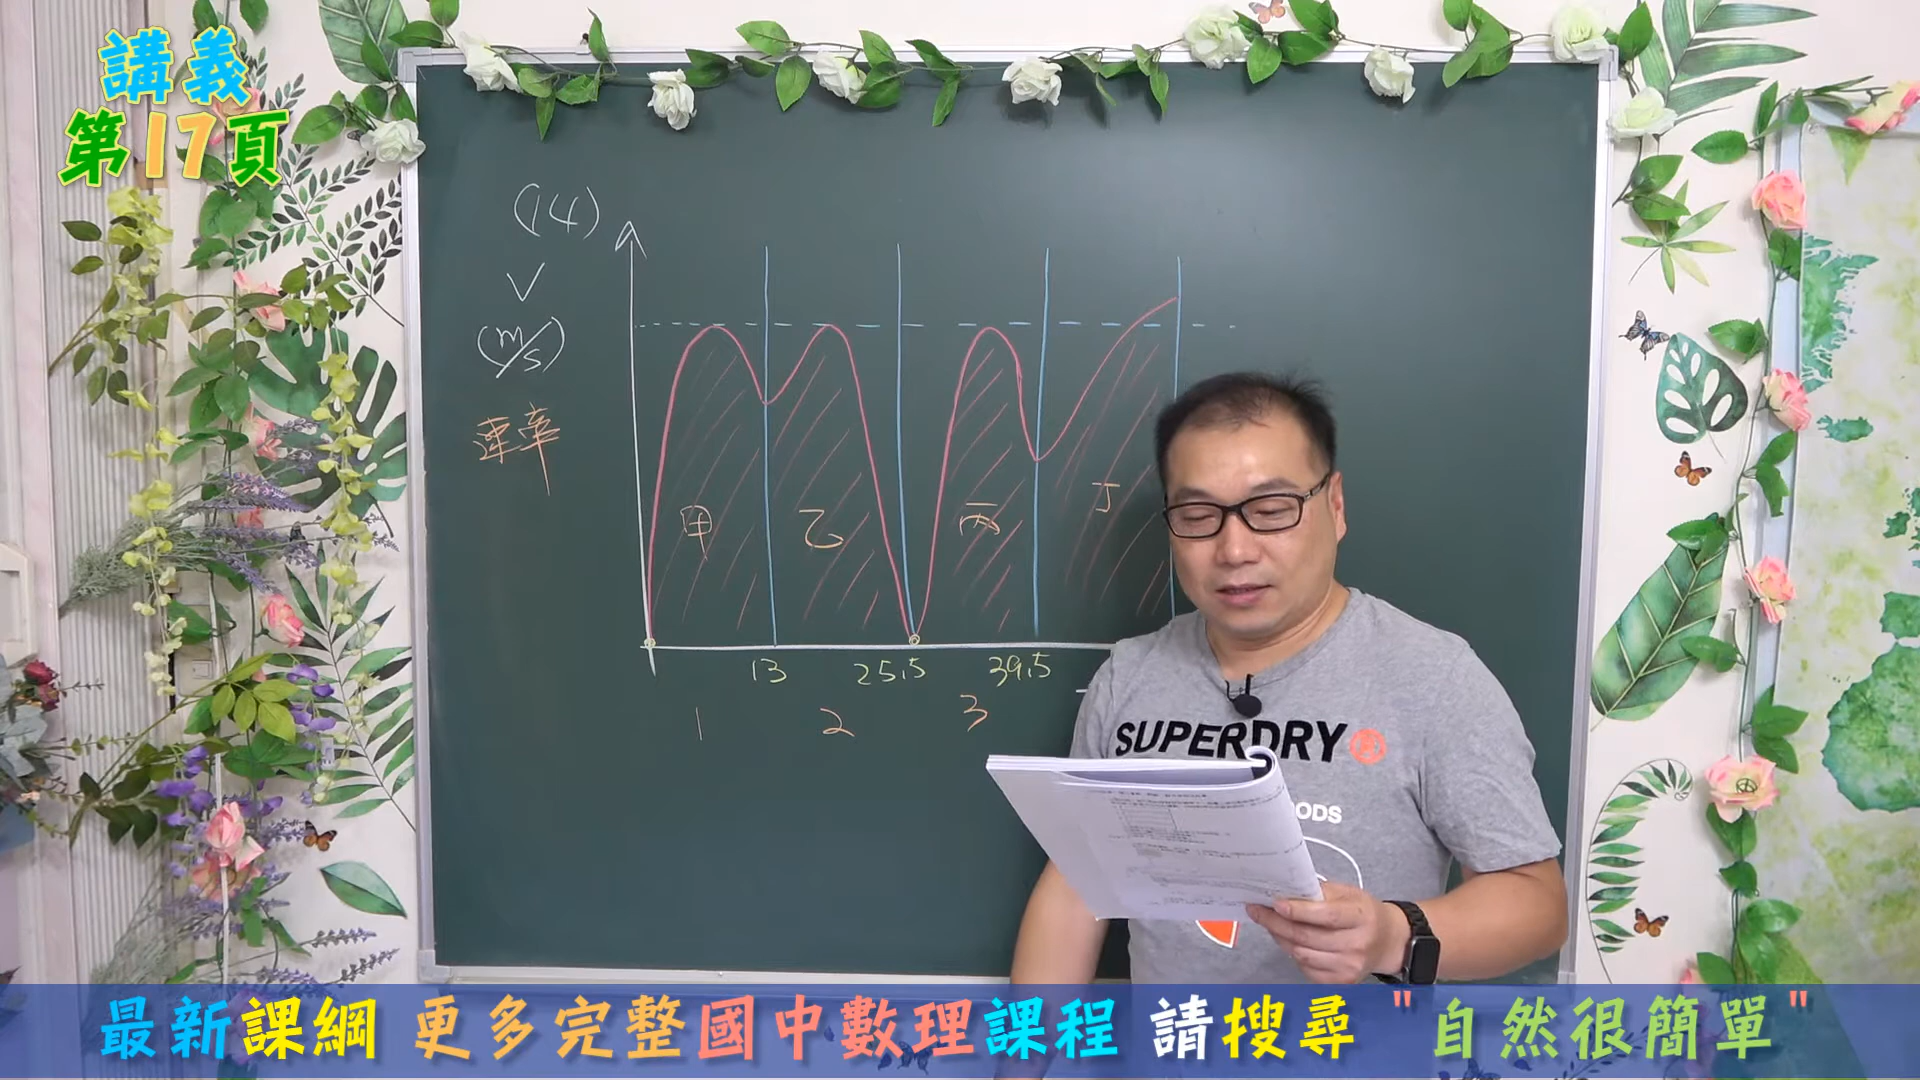 講義
第17頁
(14)
V
(m/s)
速率
甲
乙
丙
丁
13
25.5
39.5
1
2
3
SUPERDRY
OODS
最新課綱 更多完整國中數理課程 請搜尋 "自然很簡單"